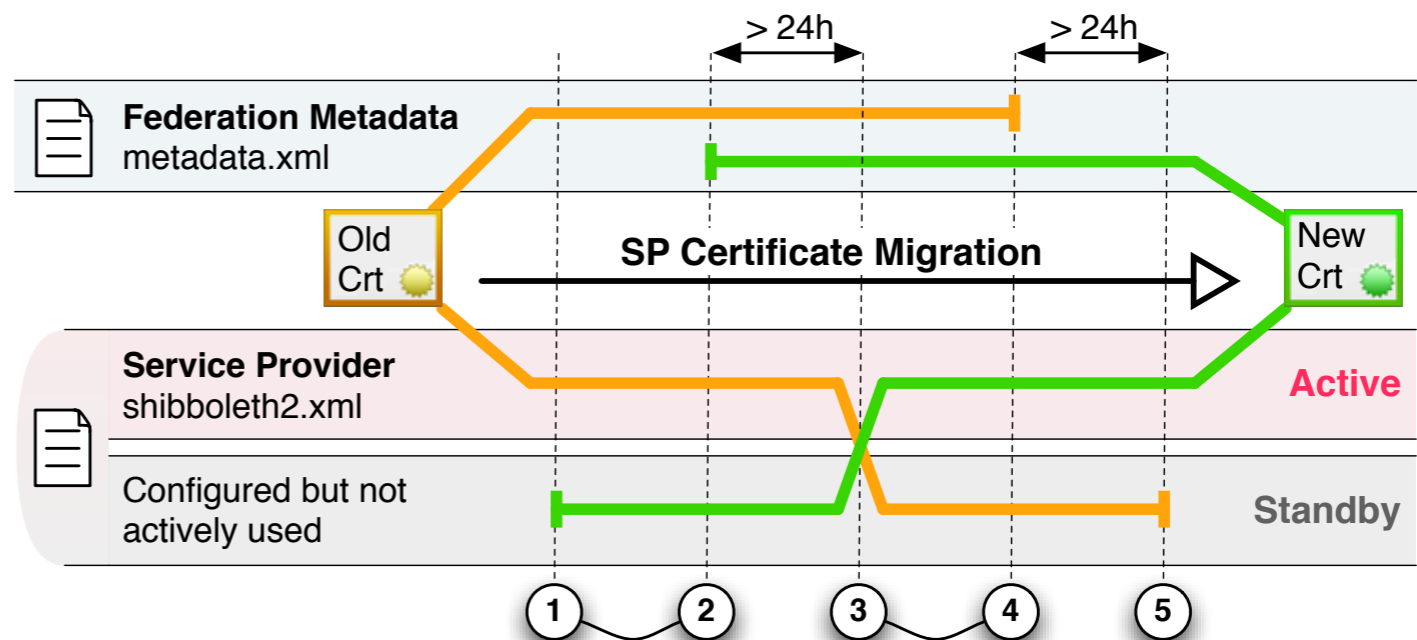 > 24h
> 24h
Federation Metadata
metadata.xml
Old
Crt
SP Certificate Migration
New
Crt
Service Provider
shibboleth2.xml
Active
Configured but not
actively used
Standby
1
2
3
4
5